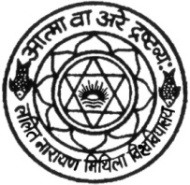 आत्मा वा अरे द्रष्टव्यः
ललित नारायण मिथिला विश्वविद्यालय